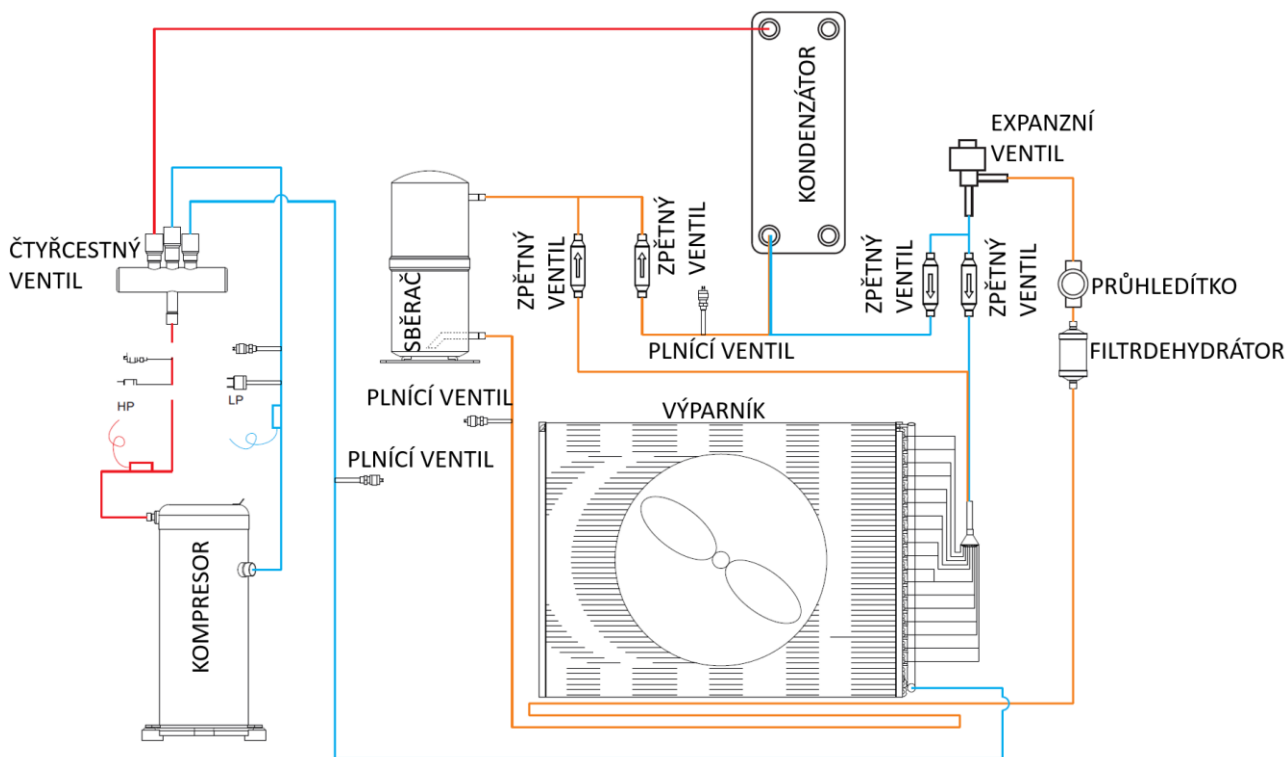 KONDENZÁTOR
EXPANZNÍ
VENTIL
ČTYŘCESTNÝ
VENTIL
SBĚRAČ
ZPĚTNÝ
VENTIL
ZPĚTNÝ
VENTIL
ZPĚTNÝ
VENTIL
ZPĚTNÝ
VENTIL
PRŮHLEDÍTKO
PLNÍCÍ VENTIL
FILTRDEHYDRÁTOR
HP
LP
PLNÍCÍ VENTIL
VÝPARNÍK
PLNÍCÍ VENTIL
KOMPRESOR